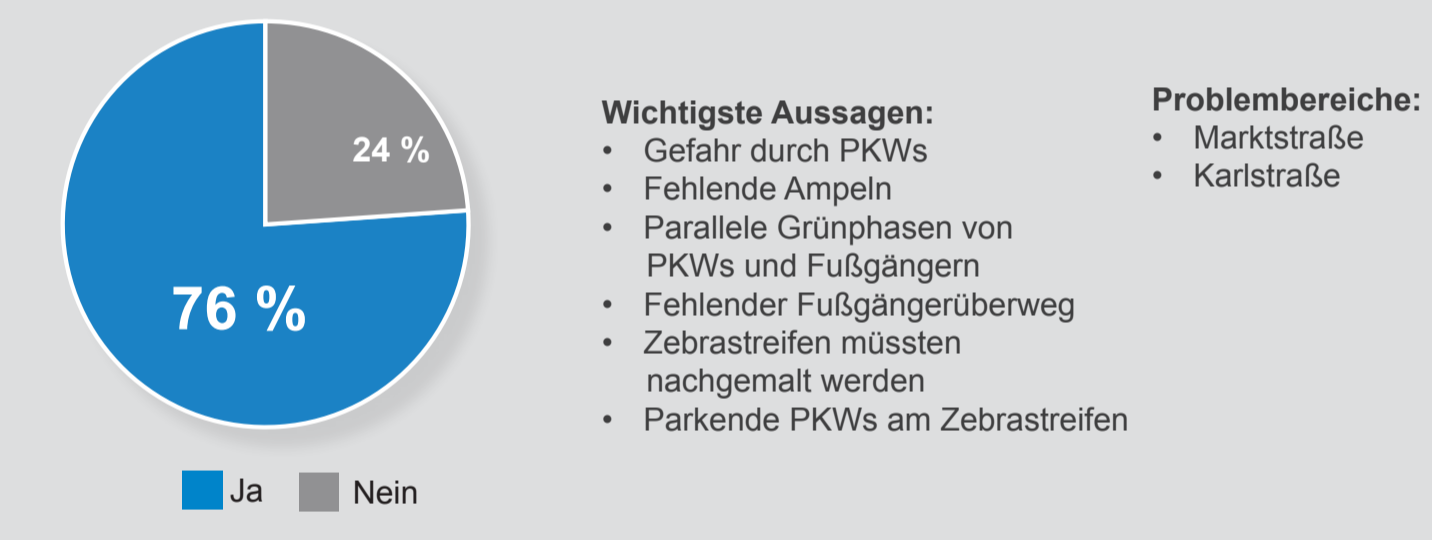 24 %
76 %
Ja
Nein
Wichtigste Aussagen:
• Gefahr durch PKWs
• Fehlende Ampeln
• Parallele Grünphasen von
PKWs und Fußgängern
• Fehlender Fußgängerüberweg
• Zebrastreifen müssten
nachgemalt werden
• Parkende PKWs am Zebrastreifen
Problembereiche:
• Marktstraße
• Karlstraße